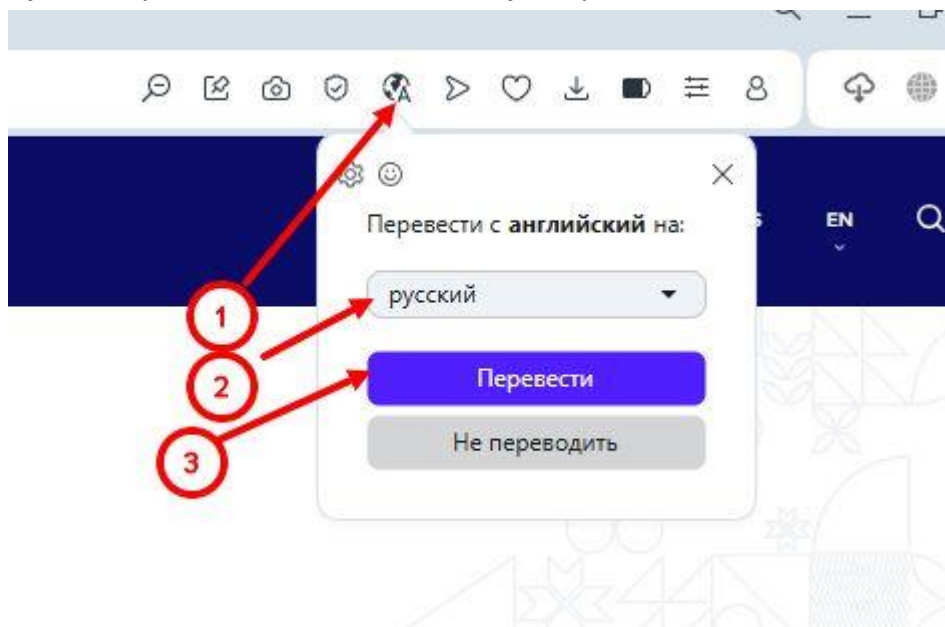 EN
Перевести с английский на:
русский
Перевести
Не переводить
1
2
3